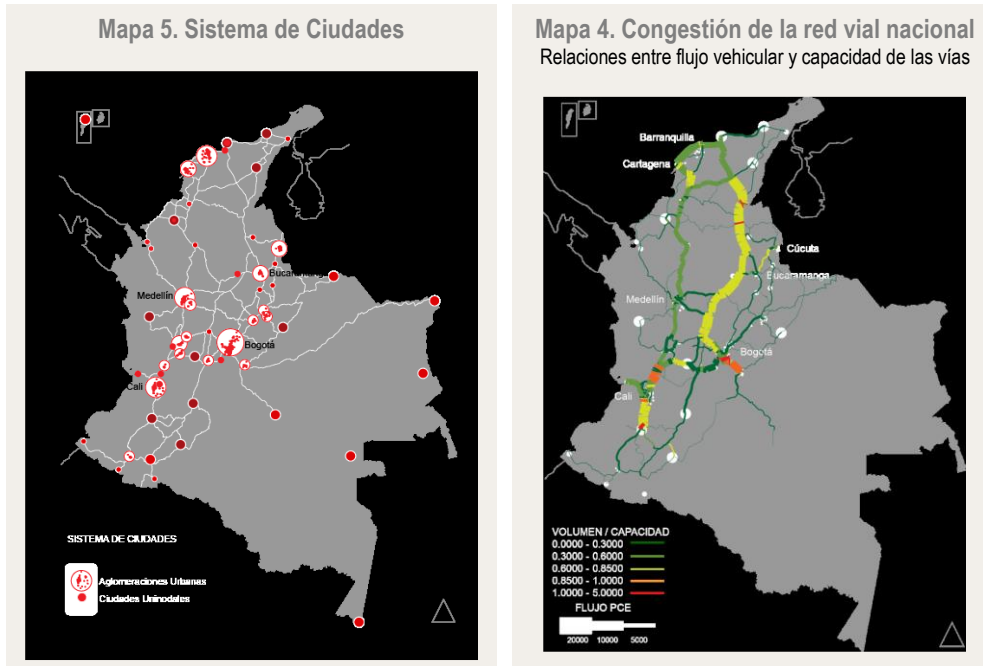 Mapa 5. Sistema de Ciudades
Bucaramanga
Medellín
Bogotá
Cali
SISTEMA DE CIUDADES
Aglomeraciones Urbanas
Ciudades Uninodales
Mapa 4. Congestión de la red vial nacional
Relaciones entre flujo vehicular y capacidad de las vías
Barranquilla
Cartagena
Cúcuta
Bucaramanga
Medellín
Bogotá
Cali
VOLUMEN / CAPACIDAD
0.0000 - 0.3000
0.3000 - 0.6000
0.6000 - 0.8500
0.8500 - 1.0000
1.0000 - 5.0000
FLUJO PCE
20000 10000 5000